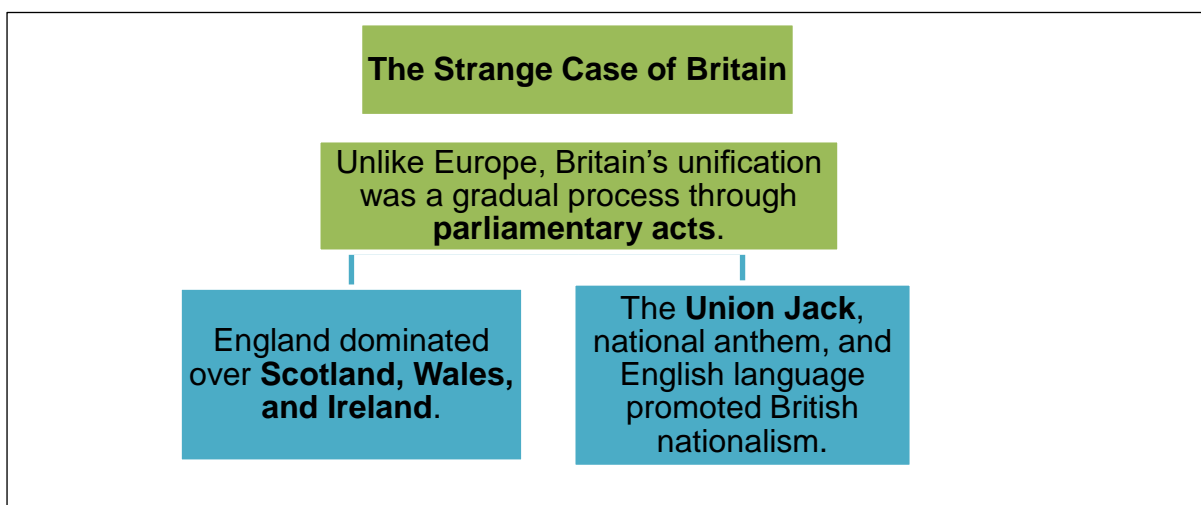 The Strange Case of Britain
Unlike Europe, Britain’s unification
was a gradual process through
parliamentary acts.
England dominated
over Scotland, Wales,
and Ireland.
The Union Jack,
national anthem, and
English language
promoted British
nationalism.